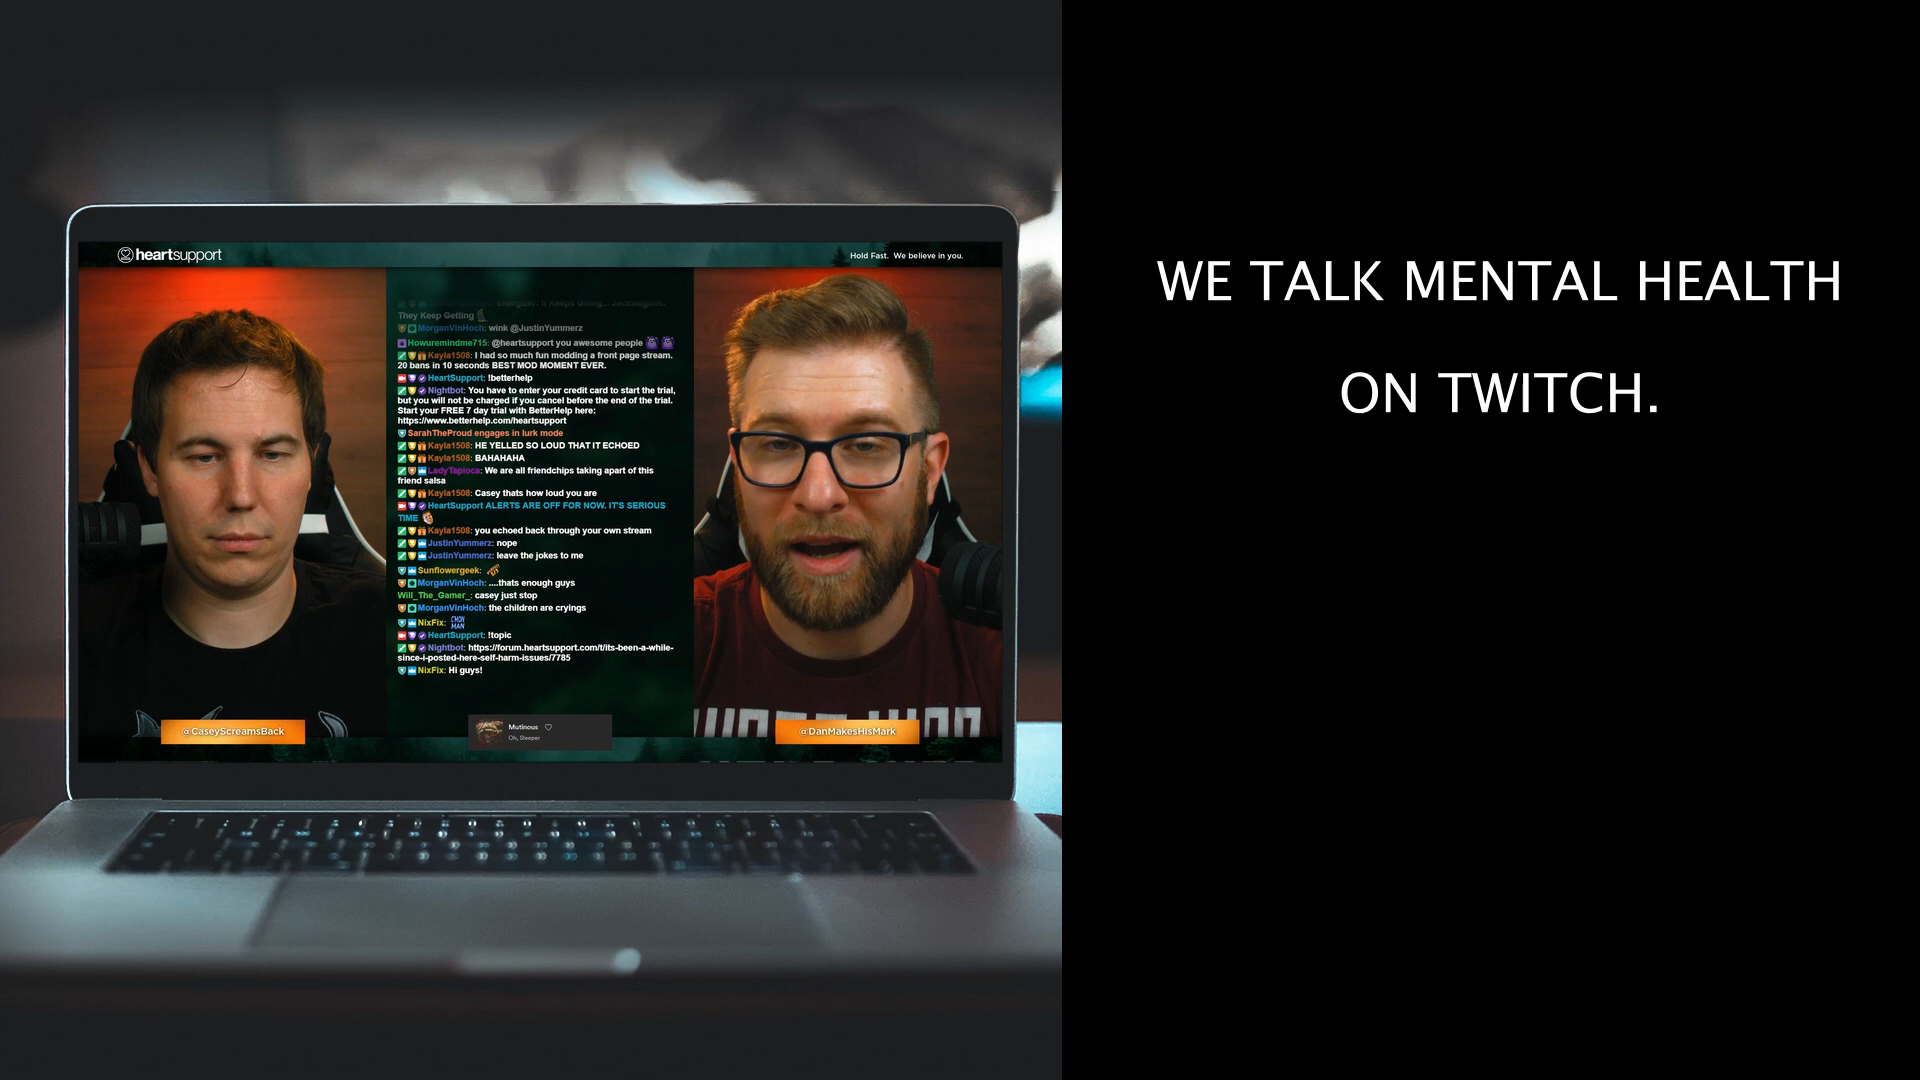 heartsupport
Hold Fast. We believe in you.
Energizer: It Keeps Going... Jackwagons:
They Keep Getting
MorganVinHoch: wink @JustinYummerz
Howuremindme715: @heartsupport you awesome people
Kayla1508: I had so much fun modding a front page stream.
20 bans in 10 seconds BEST MOD MOMENT EVER.
HeartSupport: !betterhelp
Nightbot: You have to enter your credit card to start the trial,
but you will not be charged if you cancel before the end of the trial.
Start your FREE 7 day trial with BetterHelp here:
https://www.betterhelp.com/heartsupport
SarahTheProud engages in lurk mode
Kayla1508: HE YELLED SO LOUD THAT IT ECHOED
Kayla1508: BAHAHAHA
LadyTapioca: We are all friendchips taking apart of this
friend salsa
Kayla1508: Casey thats how loud you are
HeartSupport ALERTS ARE OFF FOR NOW. IT'S SERIOUS
TIME
Kayla1508: you echoed back through your own stream
JustinYummerz: nope
JustinYummerz: leave the jokes to me
Sunflowergeek:
MorganVinHoch: ....thats enough guys
Will_The_Gamer_: casey just stop
MorganVinHoch: the children are cryings
NixFix: CMON
MAN
HeartSupport: !topic
Nightbot: https://forum.heartsupport.com/t/its-been-a-while-
since-i-posted-here-self-harm-issues/7785
NixFix: Hi guys!
@CaseyScreamsBack
Mutinous
Oh, Sleeper
@DanMakesHisMark
WE TALK MENTAL HEALTH
ON TWITCH.